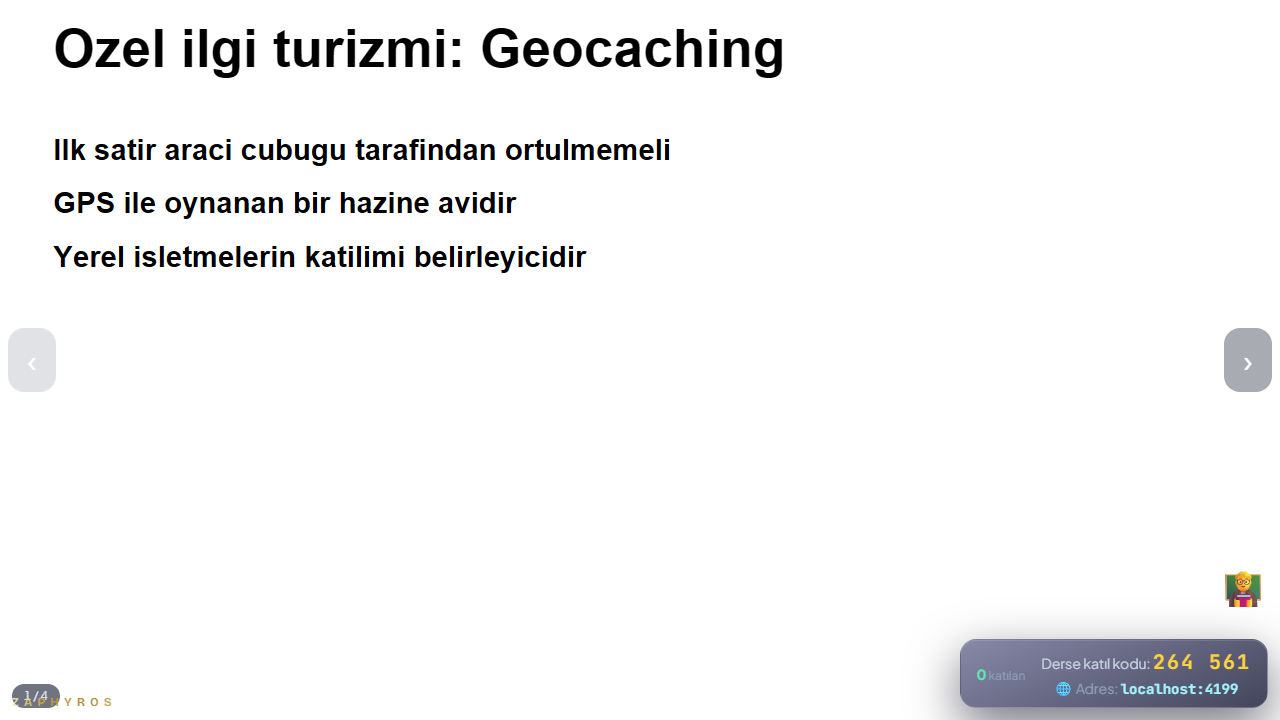 Ozel ilgi turizmi: Geocaching
Ilk satir araci cubugu tarafindan ortulmemeli
GPS ile oynanan bir hazine avidir
Yerel isletmelerin katilimi belirleyicidir
‹
›
0 katılan
Derse katıl kodu: 264 561
Adres: localhost:4199
1/4
ZAPHYROS